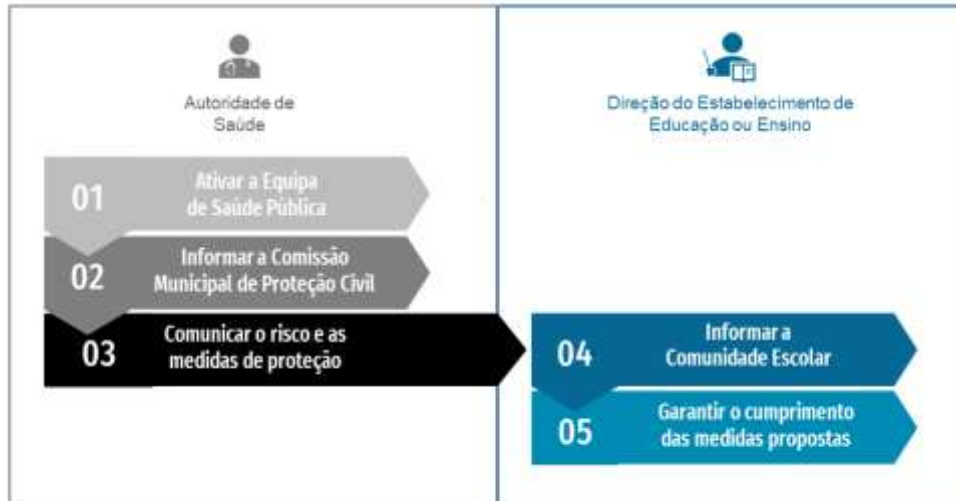 Autoridade de
Saúde
Direção do Estabelecimento de
Educação ou Ensino
01
Ativar a Equipa
de Saúde Pública
02
Informar a Comissão
Municipal de Proteção Civil
03
Comunicar o risco e as
medidas de proteção
04
Informar a
Comunidade Escolar
05
Garantir o cumprimento
das medidas propostas